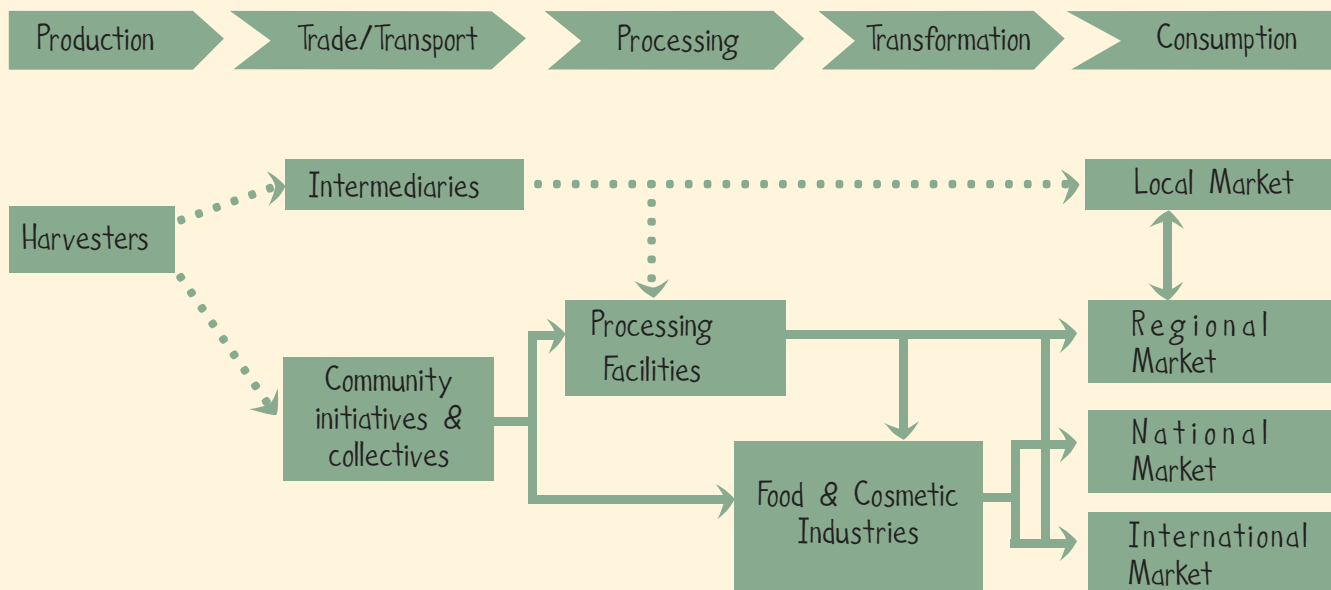 Production
Trade/Transport
Processing
Transformation
Consumption
Intermediaries
Local Market
Harvesters
Processing
Facilities
Regional
Market
Community
initiatives &
collectives
National
Market
Food & Cosmetic
Industries
International
Market